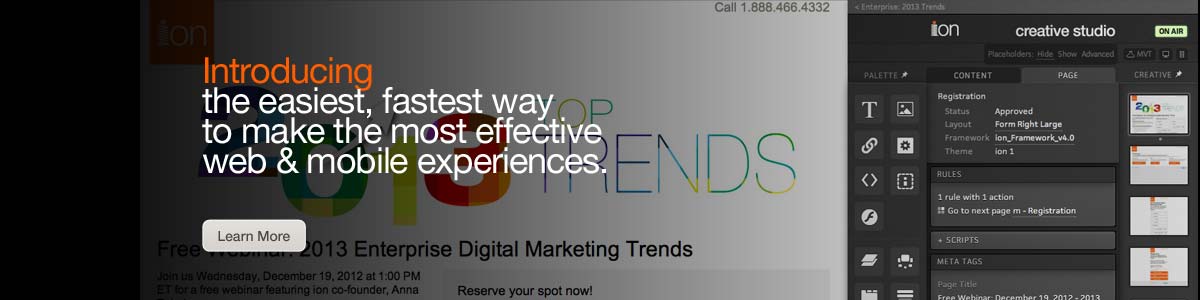 Call 1.888.466.4332
ion
Introducing
the easiest, fastest way
to make the most effective
web & mobile experiences.
2013
TOP
TRENDS
Learn More
Free Webinar: 2013 Enterprise Digital Marketing Trends
Join us Wednesday, December 19, 2012 at 1:00 PM
ET for a free webinar featuring ion co-founder, Anna
Reserve your spot now!
< Enterprise: 2013 Trends
ion
creative studio
ON AIR
Placeholders: Hide Show Advanced
MVT
PALETTE
CONTENT
PAGE
CREATIVE
T
Registration
Status Approved
Layout Form Right Large
Framework ion_Framework_v4.0
Theme ion 1
RULES
1 rule with 1 action
Go to next page m - Registration
+ SCRIPTS
META TAGS
Page Title
Free Webinar: December 19, 2012 - 2013